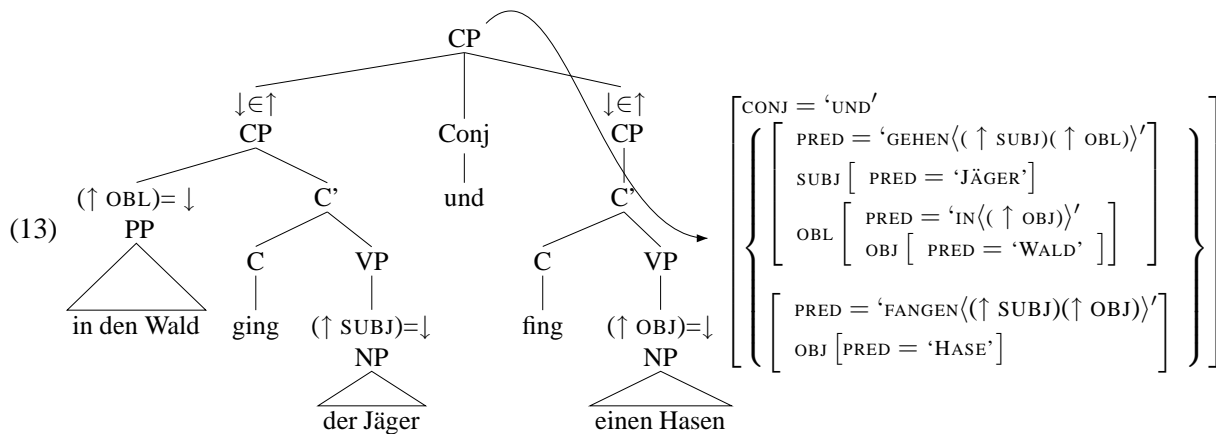 CP
↓∈↑ ↓∈↑
CP Conj CP
(↑ OBL)= ↓ C’ und C’
(13) PP C VP C VP
in den Wald ging (↑ SUBJ)=↓ fing (↑ OBJ)=↓
NP NP
der Jäger einen Hasen
CONJ = ‘UND′
PRED = ‘GEHEN⟨(↑ SUBJ)(↑ OBL)⟩′
SUBJ [ PRED = ‘JÄGER’]
PRED = ‘IN⟨(↑ OBJ)⟩′
OBL
OBJ [ PRED = ‘WALD’ ]
PRED = ‘FANGEN⟨(↑ SUBJ)(↑ OBJ)⟩′
OBJ [PRED = ‘HASE’]